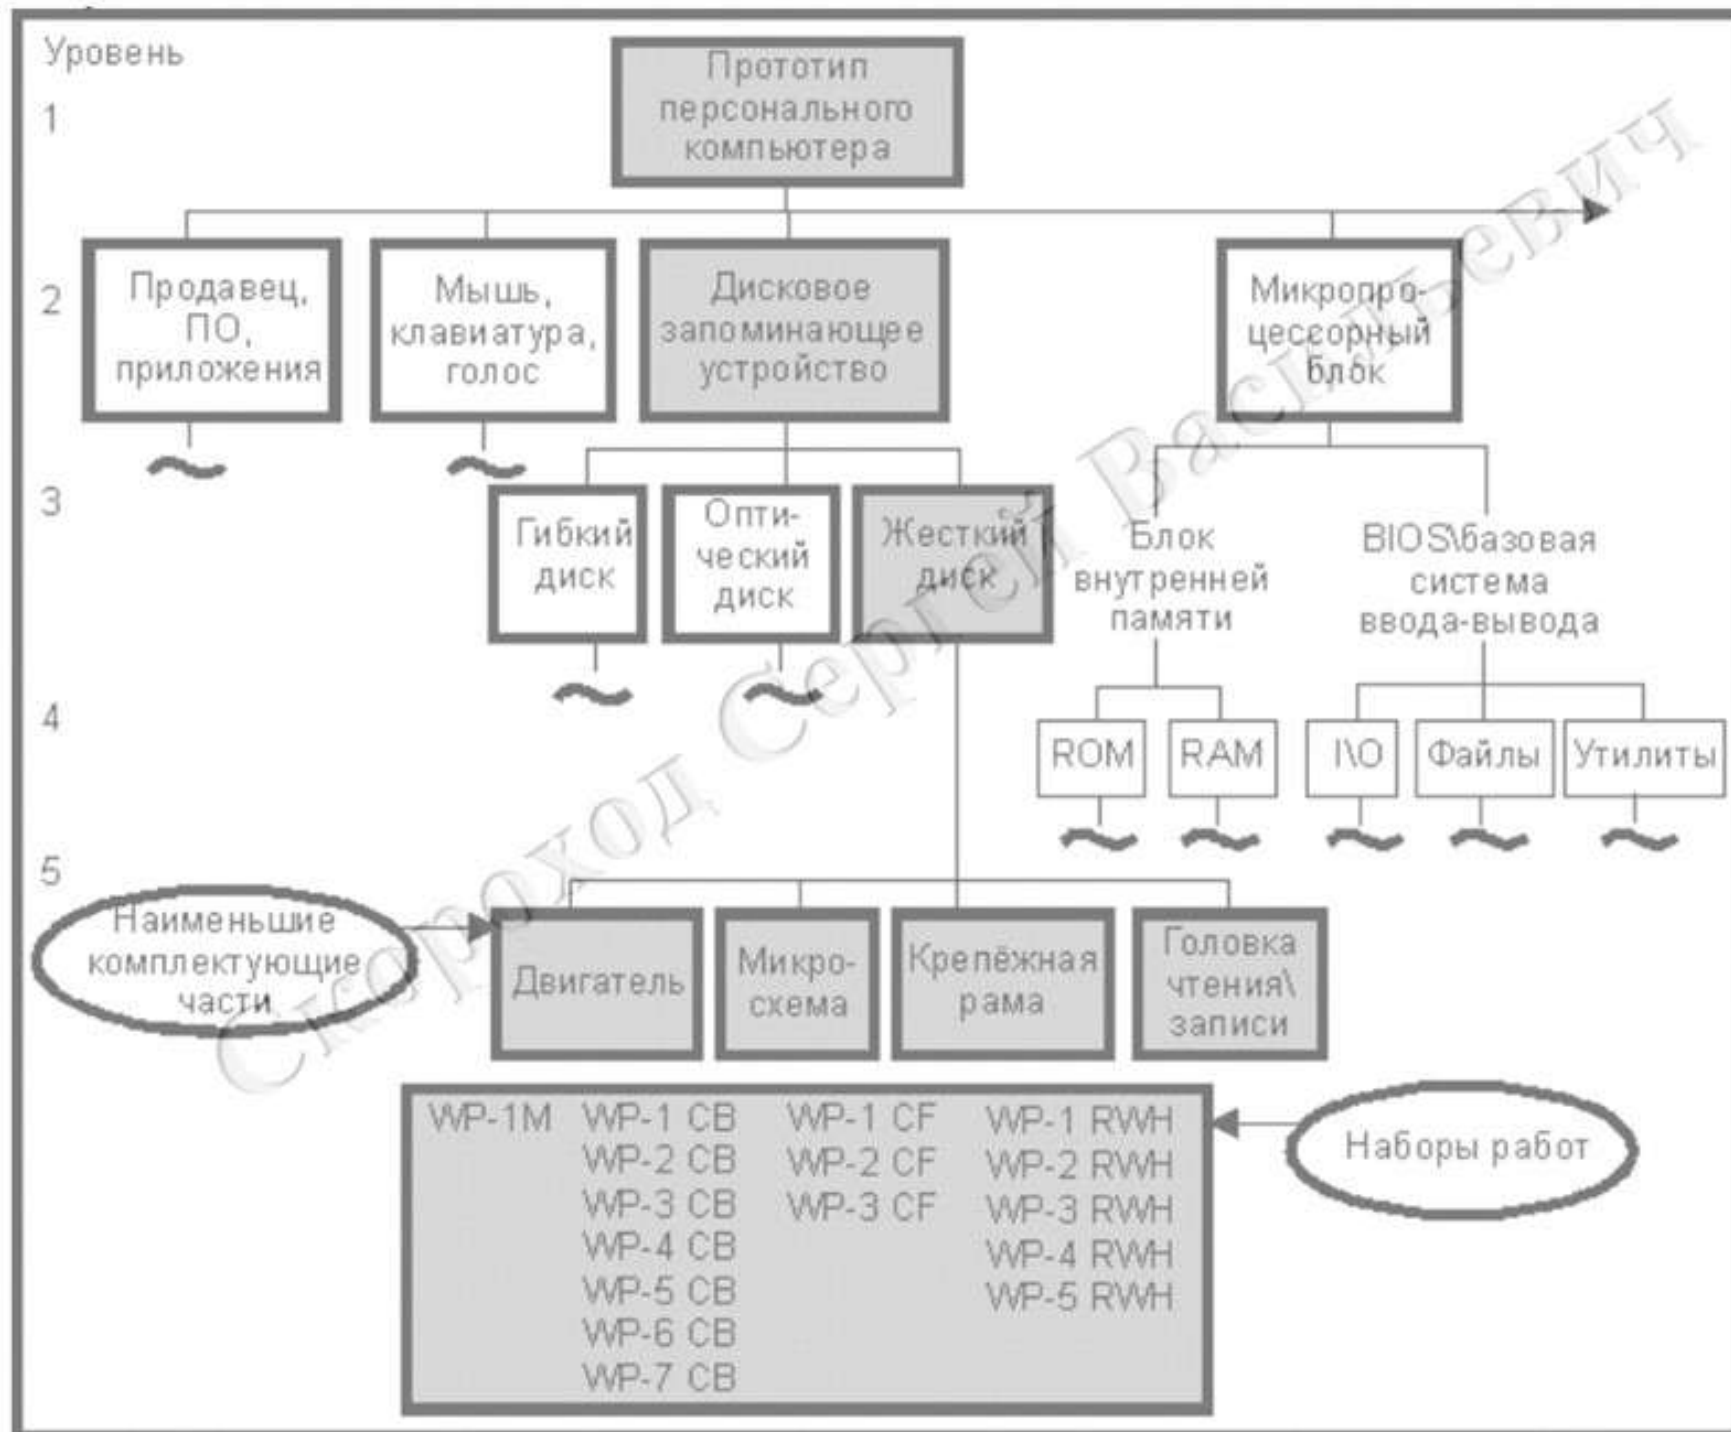 Уровень
1
Прототип
персонального
компьютера
2
Продавец,
ПО,
приложения
Мышь,
клавиатура,
голос
Дисковое
запоминающее
устройство
Микропро-
цессорный
блок
3
Гибкий
диск
Опти-
ческий
диск
Жесткий
диск
Блок
внутренней
памяти
BIOS\базовая
система
ввода-вывода
4
ROM
RAM
I\O
Файлы
Утилиты
5
Наименьшие
комплектующие
части
Двигатель
Микро-
схема
Крепёжная
рама
Головка
чтения\
записи
WP-1M WP-1 CB WP-1 CF WP-1 RWH
WP-2 CB WP-2 CF WP-2 RWH
WP-3 CB WP-3 CF WP-3 RWH
WP-4 CB WP-4 RWH
WP-5 CB WP-5 RWH
WP-6 CB
WP-7 CB
Наборы работ
Скороход Сергей Васильевич